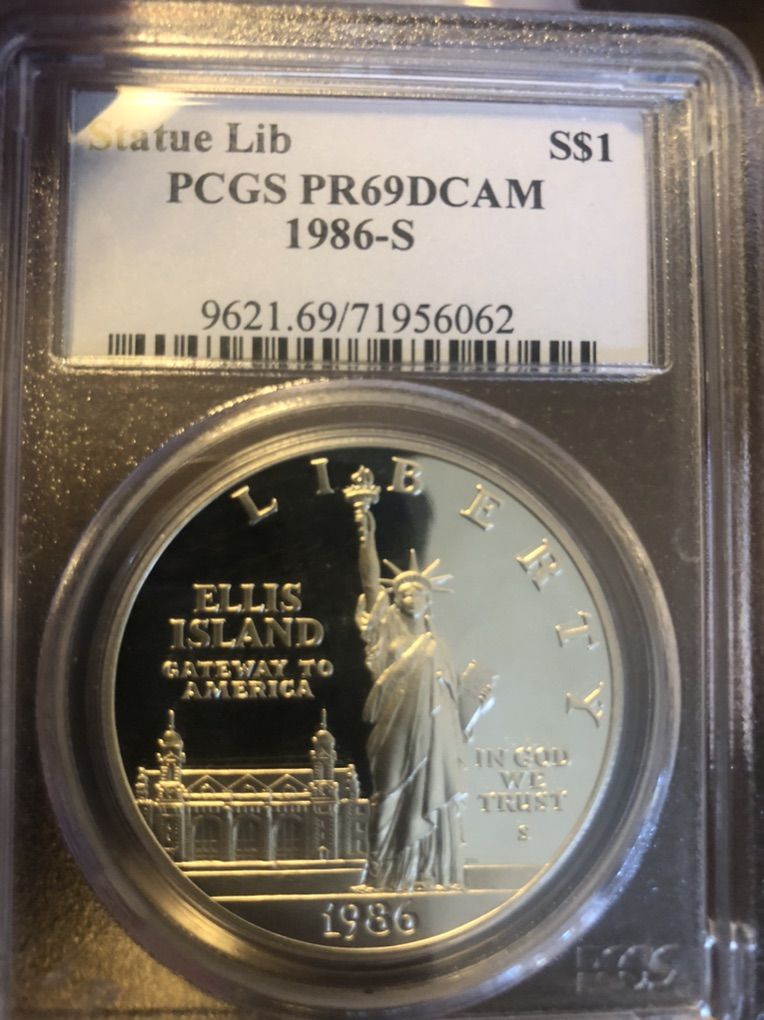 Statue Lib S$1
PCGS PR69DCAM
1986-S
9621.69/71956062
LIBERTY
ELLIS
ISLAND
GATEWAY TO
AMERICA
IN GOD
WE
TRUST
S
1986
PCGS